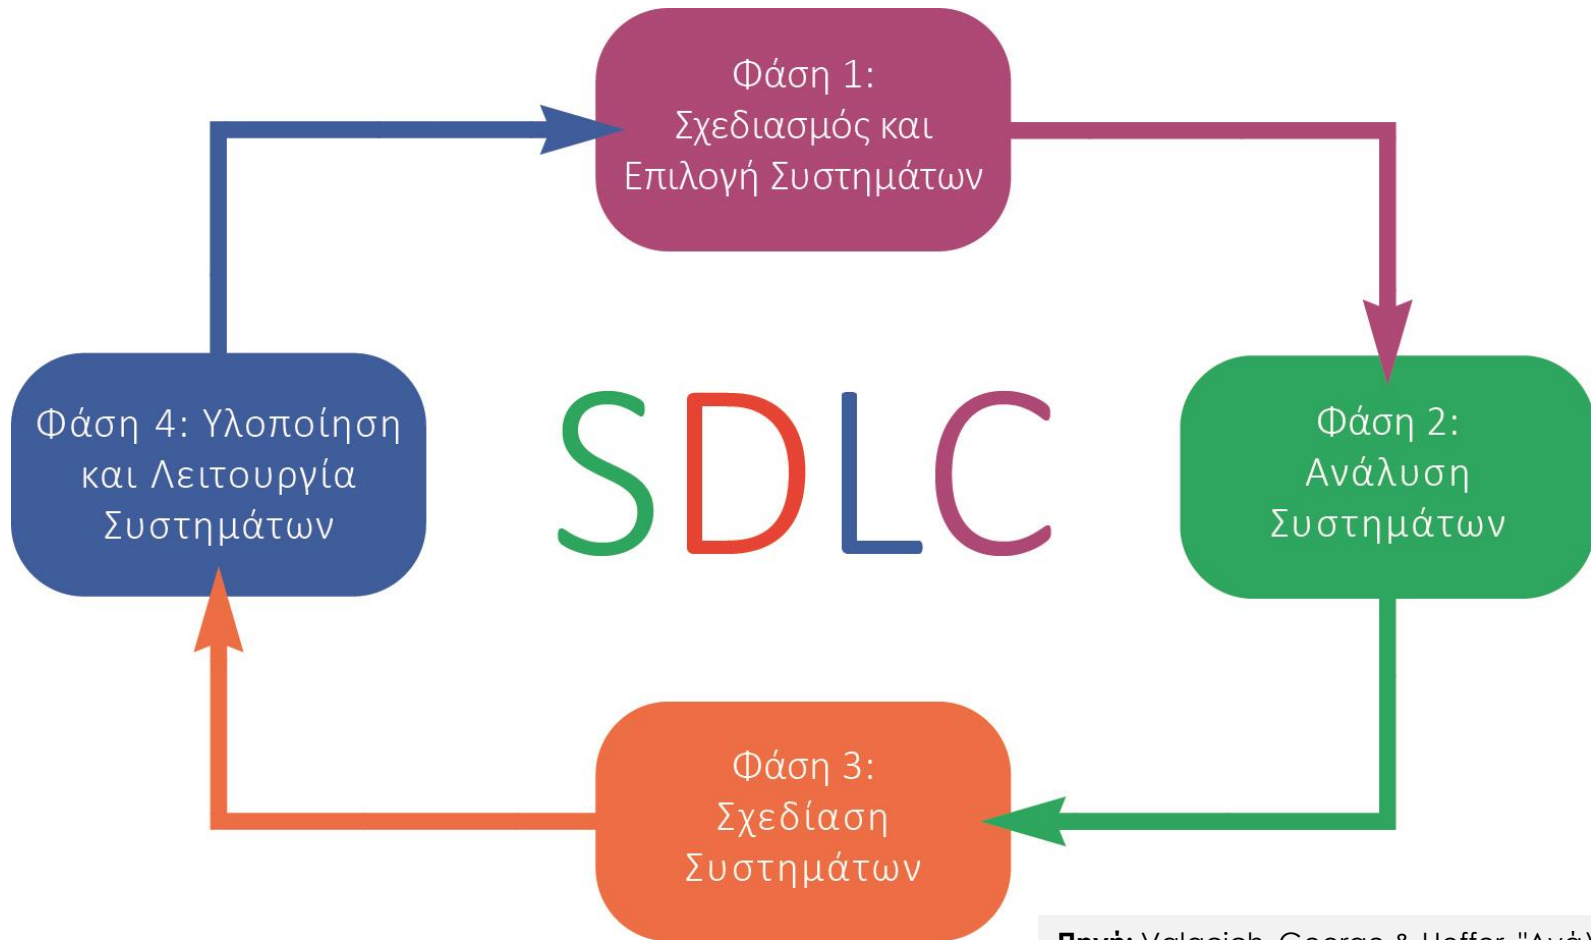 Φάση 1:
Σχεδιασμός και
Επιλογή Συστημάτων
Φάση 4: Υλοποίηση
και Λειτουργία
Συστημάτων
SDLC
Φάση 2:
Ανάλυση
Συστημάτων
Φάση 3:
Σχεδίαση
Συστημάτων
Πηγή: Valacich, George & Hoffer, "Ανάλ